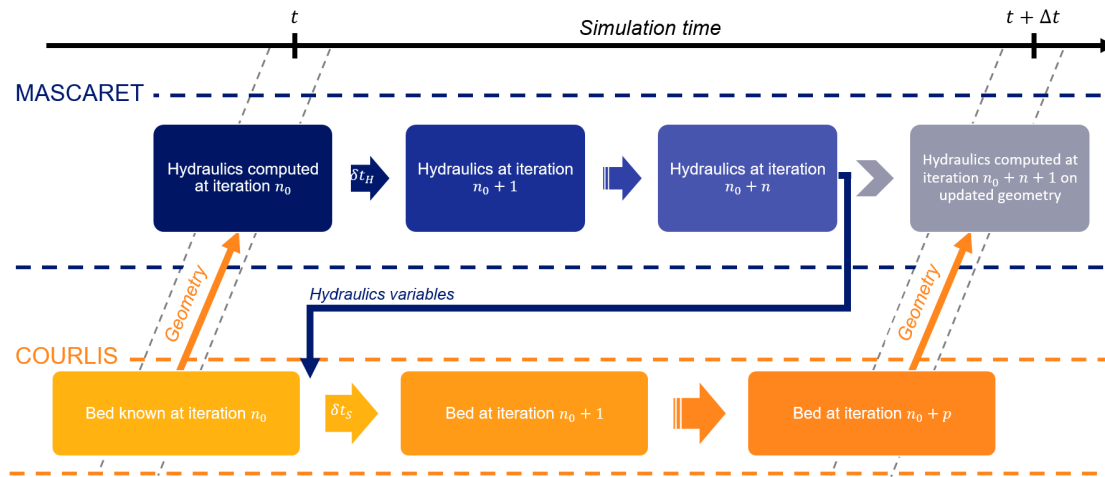 t
t + Δt
Simulation time
MASCARET
Hydraulics computed
at iteration n₀
δt_H
Hydraulics at iteration
n₀ + 1
Hydraulics at iteration
n₀ + n
Hydraulics computed at
iteration n₀ + n + 1 on
updated geometry
Geometry
Hydraulics variables
Geometry
COURLIS
Bed known at iteration n₀
δt_S
Bed at iteration n₀ + 1
Bed at iteration n₀ + p